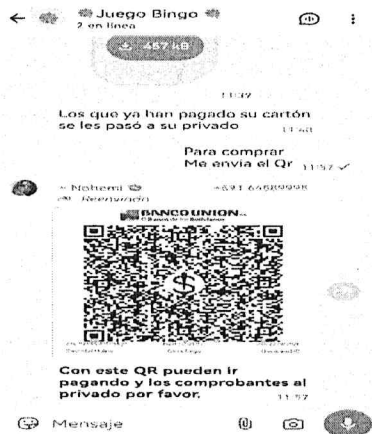 Juego Bingo
2 en línea
457 kB
11:39
Los que ya han pagado su cartón
se les pasó a su privado 11:40
Para comprar
Me envia el Qr 11:57
~ Nohemi
Reenviado
BANCO UNION
Con este QR pueden ir
pagando y los comprobantes al
privado por favor. 11:57
Mensaje